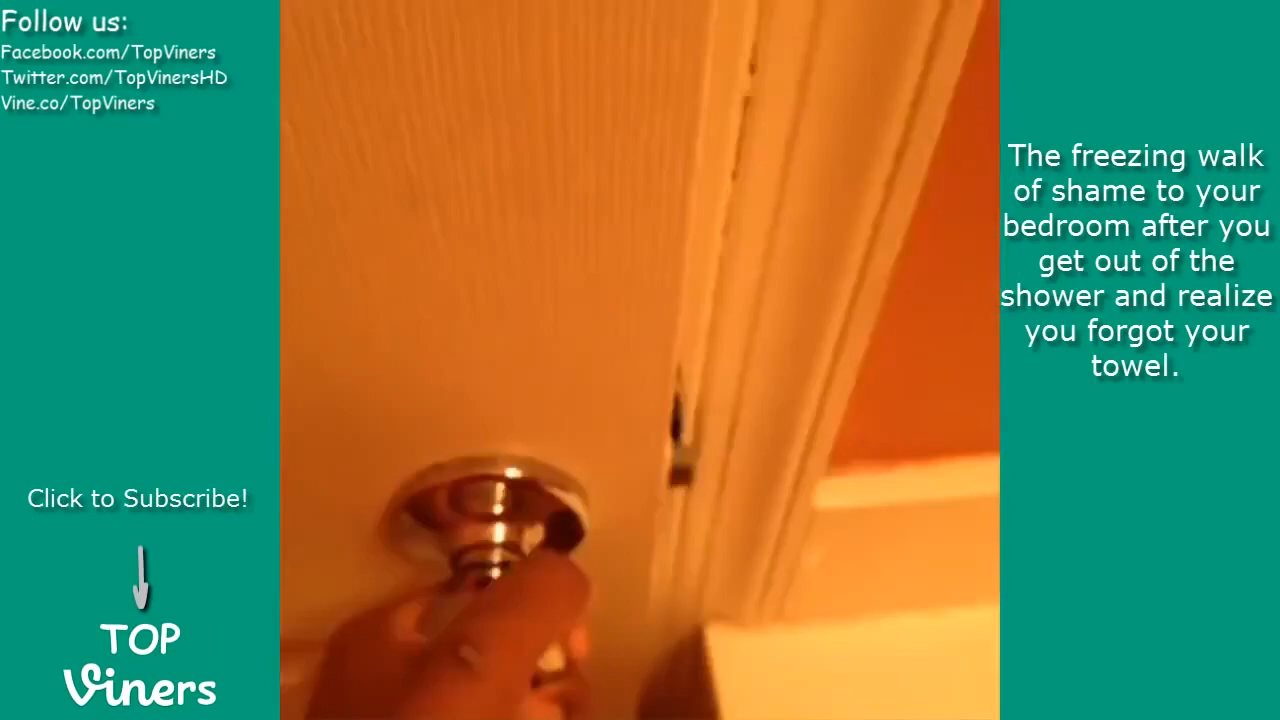 Follow us:
Facebook.com/TopViners
Twitter.com/TopVinersHD
Vine.co/TopViners
The freezing walk
of shame to your
bedroom after you
get out of the
shower and realize
you forgot your
towel.
Click to Subscribe!
TOP
Viners